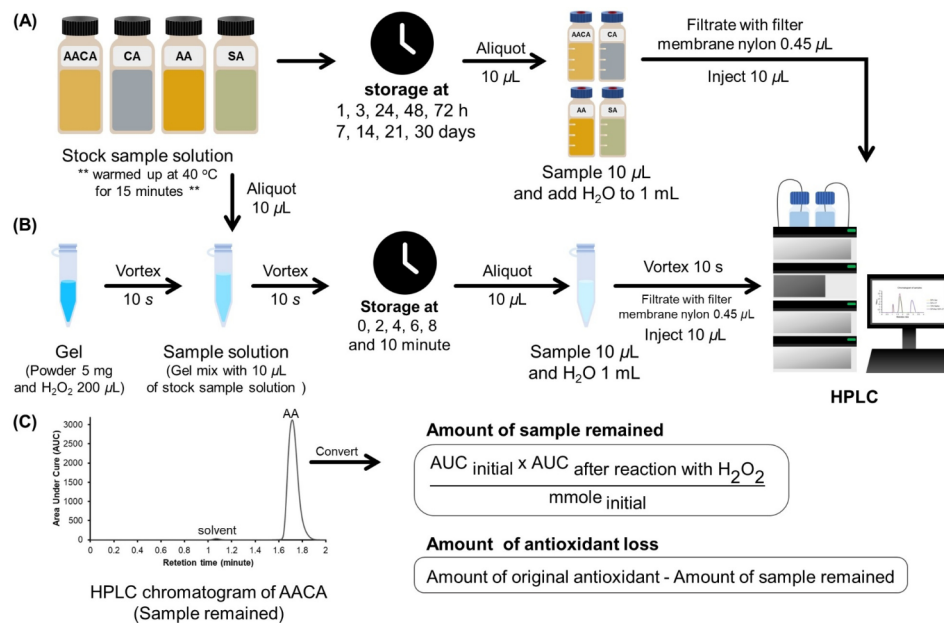 (A)
AACA
CA
AA
SA
Stock sample solution
** warmed up at 40 °C
for 15 minutes **
storage at
1, 3, 24, 48, 72 h
7, 14, 21, 30 days
Aliquot
10 µL
AACA
CA
AA
SA
Sample 10 µL
and add H₂O to 1 mL
Filtrate with filter
membrane nylon 0.45 µL
Inject 10 µL
Aliquot
10 µL
(B)
Gel
(Powder 5 mg
and H₂O₂ 200 µL)
Vortex
10 s
Sample solution
(Gel mix with 10 µL
of stock sample solution )
Vortex
10s
Storage at
0, 2, 4, 6, 8
and 10 minute
Aliquot
10 µL
Sample 10 µL
and H₂O 1 mL
Vortex 10 s
Filtrate with filter
membrane nylon 0.45 µL
Inject 10 µL
HPLC
(C)
Area Under Cure (AUC)
3000
2500
2000
1500
1000
500
0
AA
solvent
0 0.2 0.4 0.6 0.8 1 1.2 1.4 1.6 1.8 2
Retetion time (minute)
HPLC chromatogram of AACA
(Sample remained)
Convert
Amount of sample remained
AUC initial x AUC after reaction with H₂O₂
mmole initial
Amount of antioxidant loss
Amount of original antioxidant - Amount of sample remained